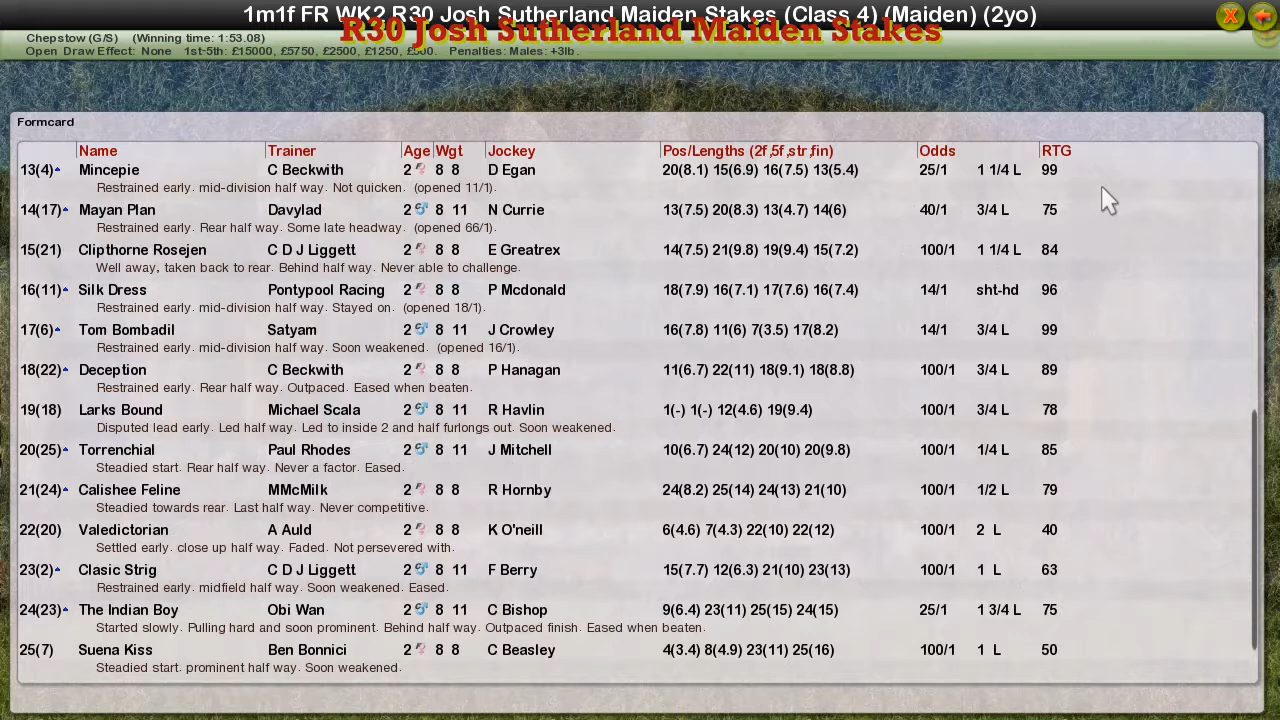 1m1f FR WK2 R30 Josh Sutherland Maiden Stakes (Class 4) (Maiden) (2yo)
R30 Josh Sutherland Maiden Stakes
Chepstow (G/S) (Winning time: 1:53.08)
Open Draw Effect: None 1st-5th: £15000, £5750, £2500, £1250, £500. Penalties: Males: +3lb.
Formcard
Name Trainer Age Wgt Jockey Pos/Lengths (2f,5f,str,fin) Odds RTG
13(4) Mincepie C Beckwith 2 8 8 D Egan 20(8.1) 15(6.9) 16(7.5) 13(5.4) 25/1 1 1/4 L 99
Restrained early. mid-division half way. Not quicken. (opened 11/1).
14(17) Mayan Plan Davylad 2 8 11 N Currie 13(7.5) 20(8.3) 13(4.7) 14(6) 40/1 3/4 L 75
Restrained early. Rear half way. Some late headway. (opened 66/1).
15(21) Clipthorne Rosejen C D J Liggett 2 8 8 E Greatrex 14(7.5) 21(9.8) 19(9.4) 15(7.2) 100/1 1 1/4 L 84
Well away, taken back to rear. Behind half way. Never able to challenge.
16(11) Silk Dress Pontypool Racing 2 8 8 P Mcdonald 18(7.9) 16(7.1) 17(7.6) 16(7.4) 14/1 sht-hd 96
Restrained early. mid-division half way. Stayed on. (opened 18/1).
17(6) Tom Bombadil Satyam 2 8 11 J Crowley 16(7.8) 11(6) 7(3.5) 17(8.2) 14/1 3/4 L 99
Restrained early. mid-division half way. Soon weakened. (opened 16/1).
18(22) Deception C Beckwith 2 8 8 P Hanagan 11(6.7) 22(11) 18(9.1) 18(8.8) 100/1 3/4 L 89
Restrained early. Rear half way. Outpaced. Eased when beaten.
19(18) Larks Bound Michael Scala 2 8 11 R Havlin 1(-) 1(-) 12(4.6) 19(9.4) 100/1 3/4 L 78
Disputed lead early. Led half way. Led to inside 2 and half furlongs out. Soon weakened.
20(25) Torrenchial Paul Rhodes 2 8 11 J Mitchell 10(6.7) 24(12) 20(10) 20(9.8) 100/1 1/4 L 85
Steadied start. Rear half way. Never a factor. Eased.
21(24) Calishee Feline MMcMilk 2 8 8 R Hornby 24(8.2) 25(14) 24(13) 21(10) 100/1 1/2 L 79
Steadied towards rear. Last half way. Never competitive.
22(20) Valedictorian A Auld 2 8 8 K O'neill 6(4.6) 7(4.3) 22(10) 22(12) 100/1 2 L 40
Settled early. close up half way. Faded. Not persevered with.
23(2) Clasic Strig C D J Liggett 2 8 11 F Berry 15(7.7) 12(6.3) 21(10) 23(13) 100/1 1 L 63
Restrained early. midfield half way. Soon weakened. Eased.
24(23) The Indian Boy Obi Wan 2 8 11 C Bishop 9(6.4) 23(11) 25(15) 24(15) 25/1 1 3/4 L 75
Started slowly. Pulling hard and soon prominent. Behind half way. Outpaced finish. Eased when beaten.
25(7) Suena Kiss Ben Bonnici 2 8 8 C Beasley 4(3.4) 8(4.9) 23(11) 25(16) 100/1 1 L 50
Steadied start. prominent half way. Soon weakened.